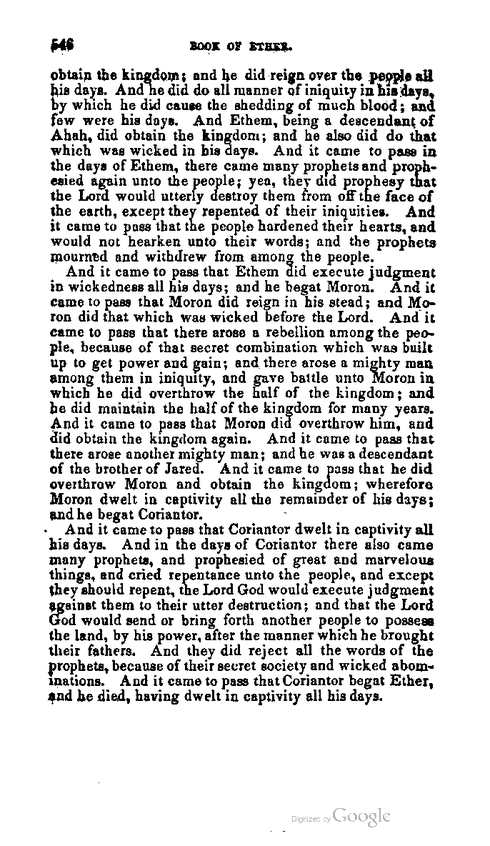 546 BOOK OF ETHER.
obtain the kingdom; and he did reign over the people all
his days. And he did do all manner of iniquity in his days,
by which he did cause the shedding of much blood; and
few were his days. And Ethem, being a descendant of
Ahah, did obtain the kingdom; and he also did do that
which was wicked in his days. And it came to pass in
the days of Ethem, there came many prophets and proph-
esied again unto the people; yea, they did prophesy that
the Lord would utterly destroy them from off the face of
the earth, except they repented of their iniquities. And
it came to pass that the people hardened their hearts, and
would not hearken unto their words; and the prophets
mourned and withdrew from among the people.
And it came to pass that Ethem did execute judgment
in wickedness all his days; and he begat Moron. And it
came to pass that Moron did reign in his stead; and Mo-
ron did that which was wicked before the Lord. And it
came to pass that there arose a rebellion among the peo-
ple, because of that secret combination which was built
up to get power and gain; and there arose a mighty man
among them in iniquity, and gave battle unto Moron in
which he did overthrow the half of the kingdom; and
he did maintain the half of the kingdom for many years.
And it came to pass that Moron did overthrow him, and
did obtain the kingdom again. And it came to pass that
there arose another mighty man; and he was a descendant
of the brother of Jared. And it came to pass that he did
overthrow Moron and obtain the kingdom; wherefore
Moron dwelt in captivity all the remainder of his days;
and he begat Coriantor.
And it came to pass that Coriantor dwelt in captivity all
his days. And in the days of Coriantor there also came
many prophets, and prophesied of great and marvelous
things, and cried repentance unto the people, and except
they should repent, the Lord God would execute judgment
against them to their utter destruction; and that the Lord
God would send or bring forth another people to possess
the land, by his power, after the manner which he brought
their fathers. And they did reject all the words of the
prophets, because of their secret society and wicked abom-
inations. And it came to pass that Coriantor begat Ether,
and he died, having dwelt in captivity all his days.
Digitized by Google